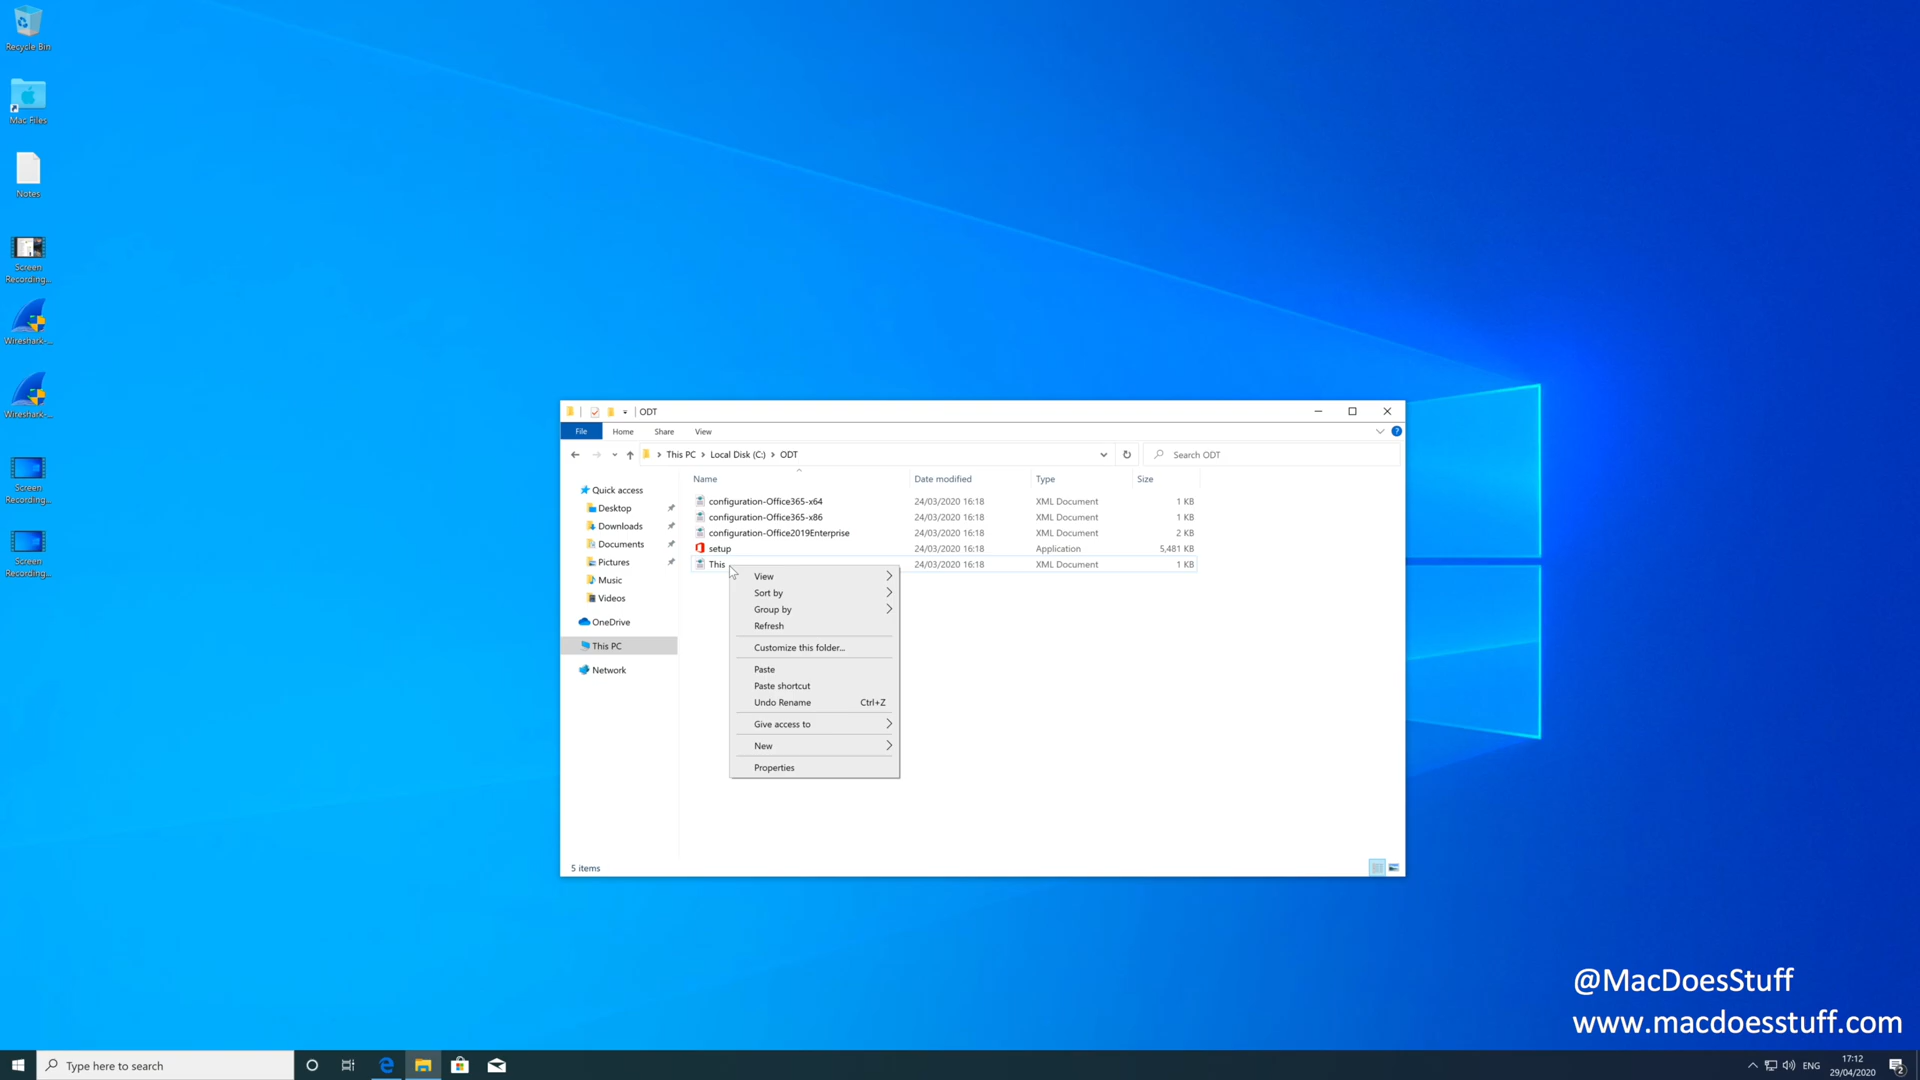 Recycle Bin
Mac Files
Notes
Screen
Recording...
Wireshark-...
Wireshark-...
Screen
Recording...
Screen
Recording...
ODT
File Home Share View
This PC Local Disk (C:) ODT
Search ODT
Name Date modified Type Size
configuration-Office365-x64 24/03/2020 16:18 XML Document 1 KB
configuration-Office365-x86 24/03/2020 16:18 XML Document 1 KB
configuration-Office2019Enterprise 24/03/2020 16:18 XML Document 2 KB
setup 24/03/2020 16:18 Application 5,481 KB
This 24/03/2020 16:18 XML Document 1 KB
Quick access
Desktop
Downloads
Documents
Pictures
Music
Videos
OneDrive
This PC
Network
View
Sort by
Group by
Refresh
Customize this folder...
Paste
Paste shortcut
Undo Rename Ctrl+Z
Give access to
New
Properties
5 items
@MacDoesStuff
www.macdoesstuff.com
Type here to search
ENG
17:12
29/04/2020
2